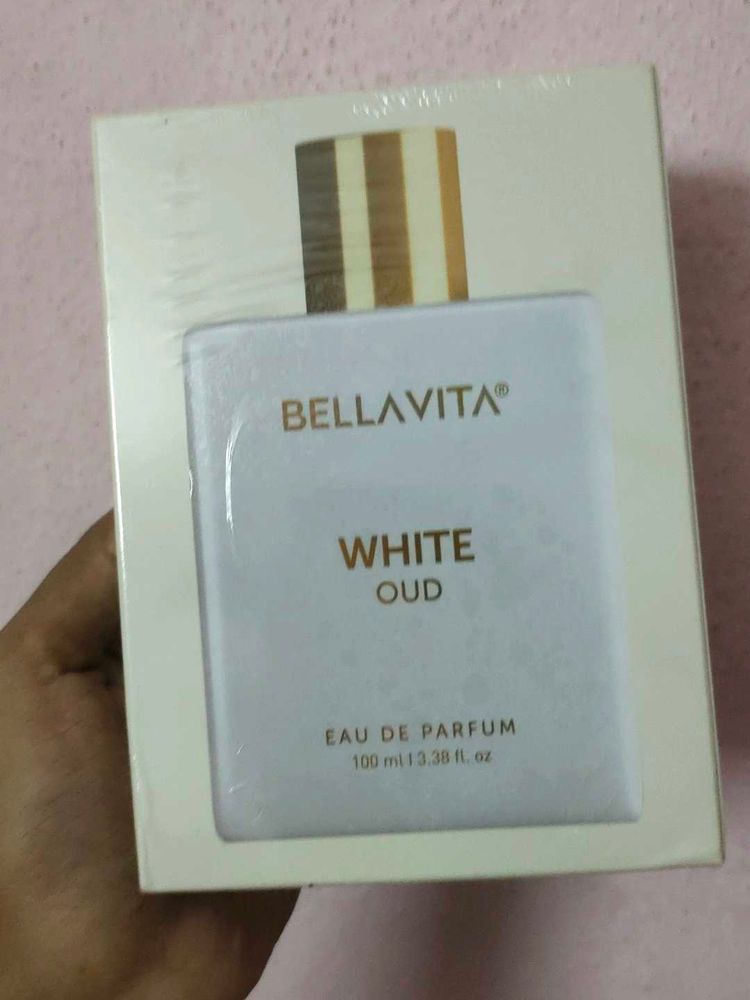 BELLAVITA®
WHITE
OUD
EAU DE PARFUM
100 ml | 3.38 fl. oz